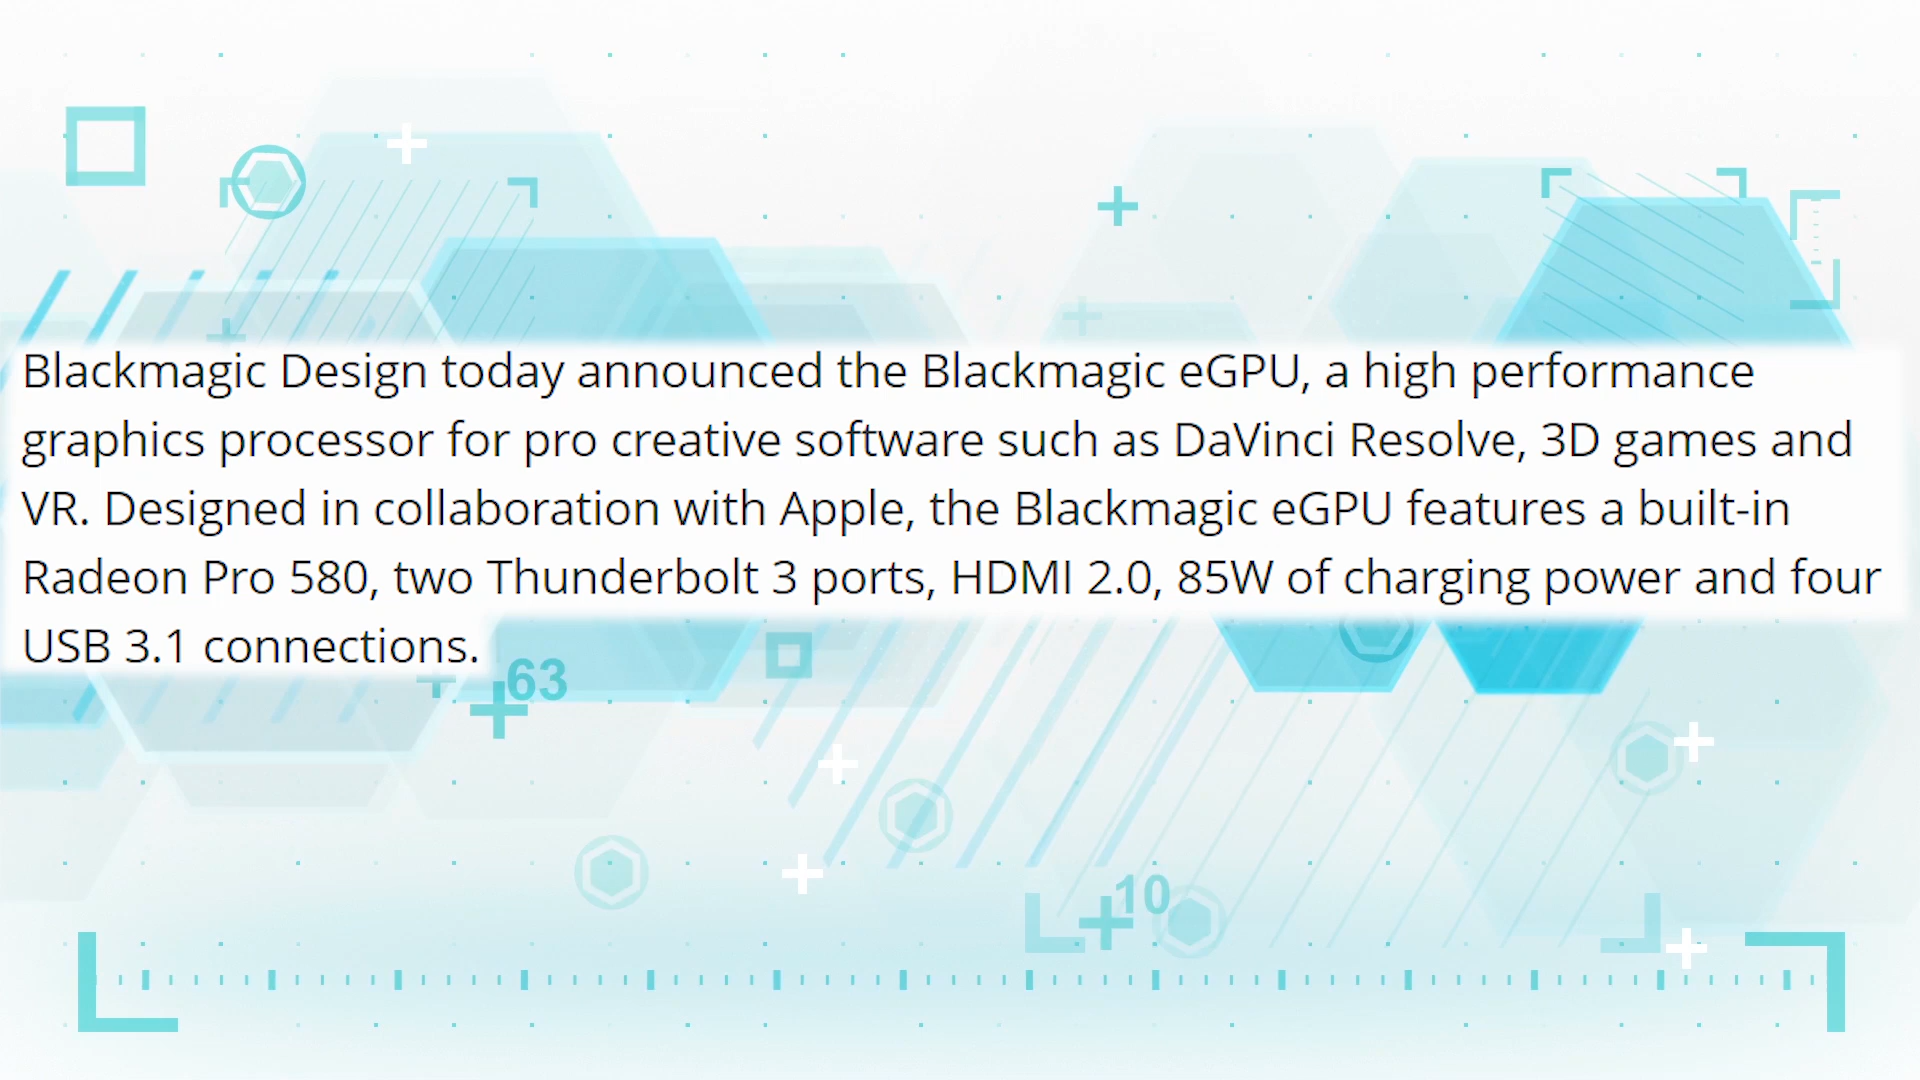 Blackmagic Design today announced the Blackmagic eGPU, a high performance
graphics processor for pro creative software such as DaVinci Resolve, 3D games and
VR. Designed in collaboration with Apple, the Blackmagic eGPU features a built-in
Radeon Pro 580, two Thunderbolt 3 ports, HDMI 2.0, 85W of charging power and four
USB 3.1 connections.
63
10